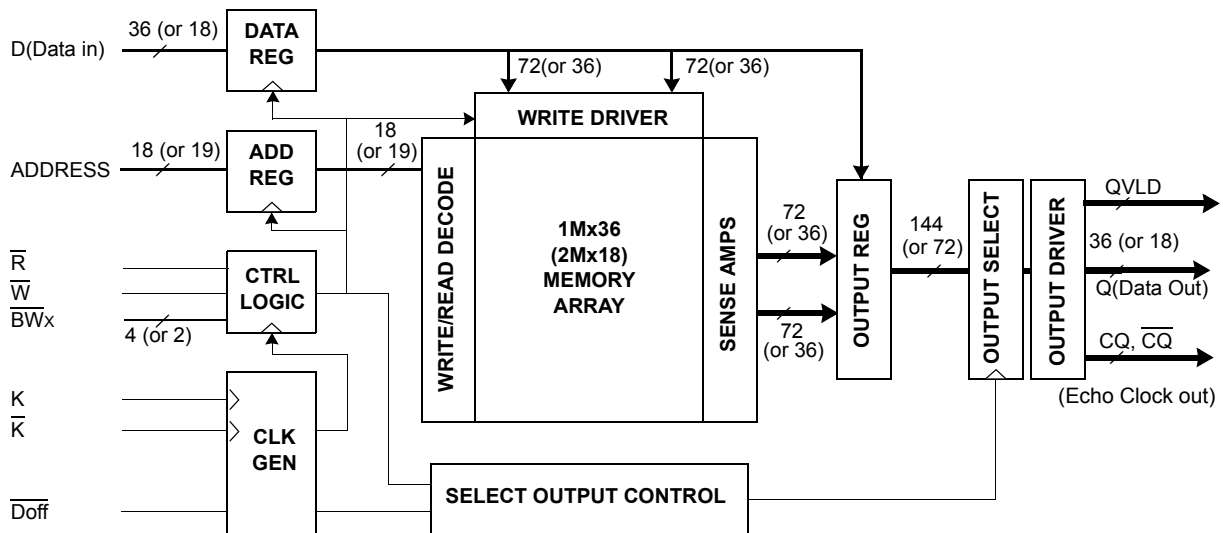 D(Data in)
36 (or 18)
DATA
REG
72(or 36)
72(or 36)
WRITE DRIVER
ADDRESS
18 (or 19)
ADD
REG
18
(or 19)
WRITE/READ DECODE
1Mx36
(2Mx18)
MEMORY
ARRAY
SENSE AMPS
72
(or 36)
72
(or 36)
OUTPUT REG
144
(or 72)
OUTPUT SELECT
OUTPUT DRIVER
QVLD
36 (or 18)
Q(Data Out)
CQ, C̅Q̅
(Echo Clock out)
R̅
W̅
B̅W̅x
4 (or 2)
CTRL
LOGIC
K
K̅
CLK
GEN
D̅o̅f̅f̅
SELECT OUTPUT CONTROL